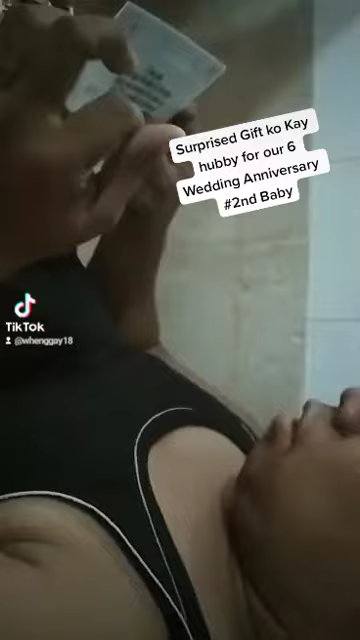 Surprised Gift ko Kay
hubby for our 6
Wedding Anniversary
#2nd Baby
TikTok
@whenggay18